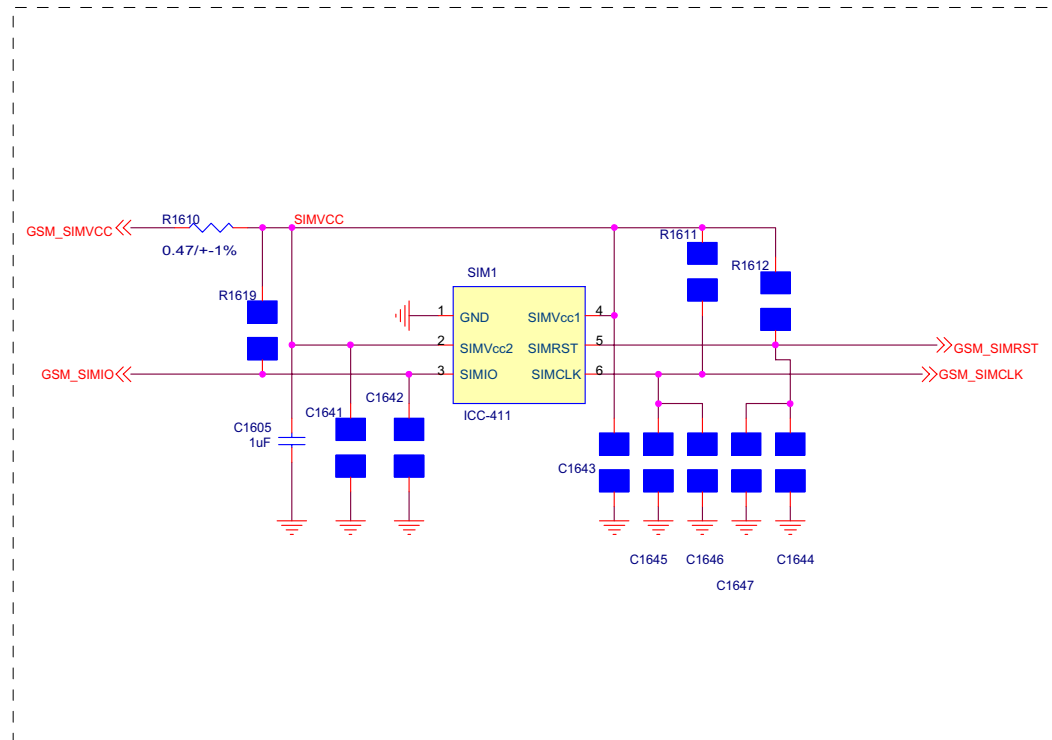 R1610
SIMVCC
GSM_SIMVCC
0.47/+-1%
R1611
R1612
SIM1
R1619
1
GND
SIMVcc1
4
2
SIMVcc2
SIMRST
5
GSM_SIMRST
GSM_SIMIO
3
SIMIO
SIMCLK
6
GSM_SIMCLK
C1642
C1641
ICC-411
C1605
1uF
C1643
C1645
C1646
C1644
C1647